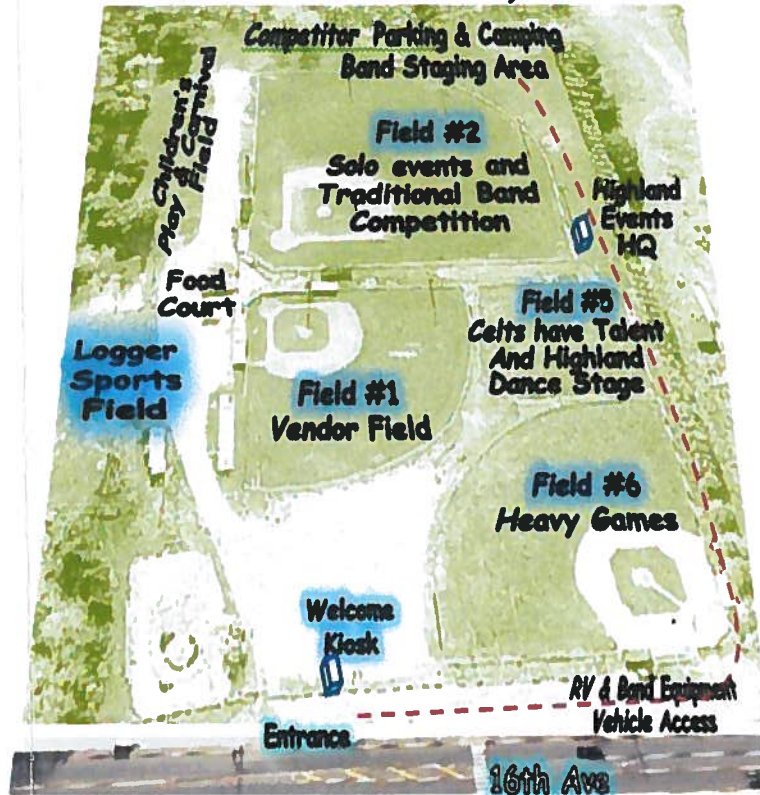 Competitor Parking & Camping
Band Staging Area
Children's
Play & Carnival
Field
Field #2
Solo events and
Traditional Band
Competition
Highland
Events
HQ
Food
Court
Field #5
Celts have Talent
And Highland
Dance Stage
Logger
Sports
Field
Field #1
Vendor Field
Field #6
Heavy Games
Welcome
Kiosk
RV & Band Equipment
Vehicle Access
Entrance
16th Ave